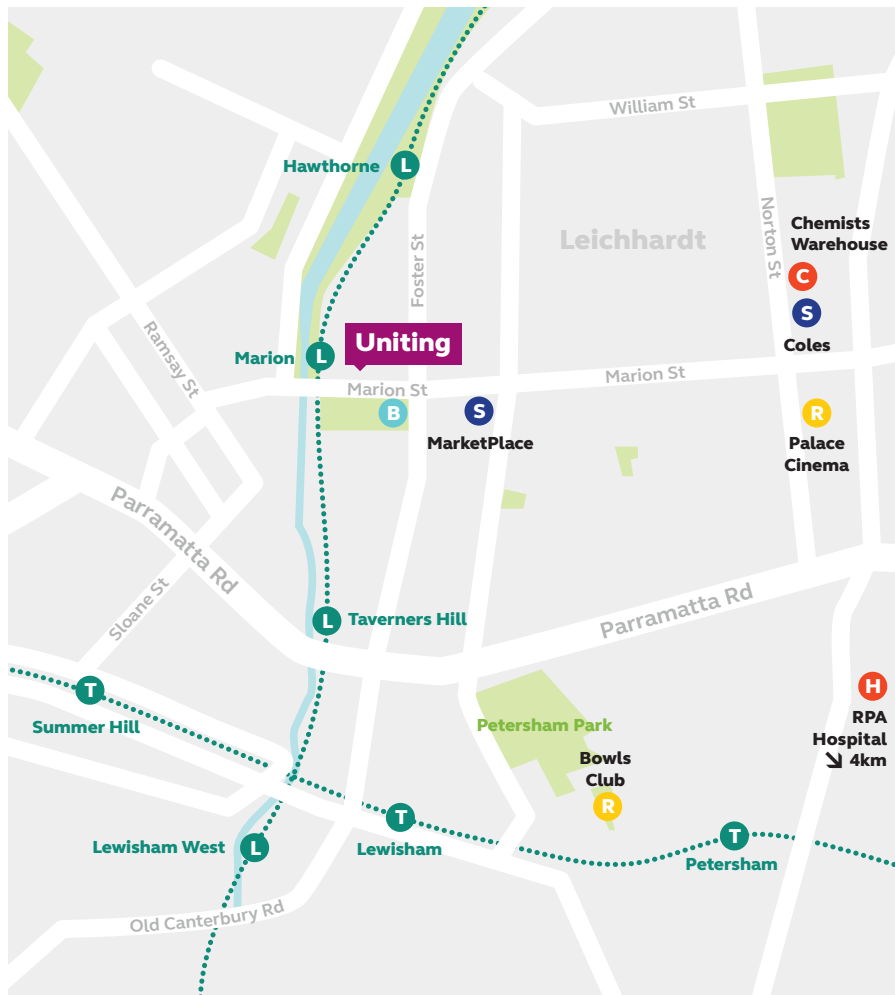 William St
Hawthorne
L
Norton St
Chemists
Warehouse
Leichhardt
Foster St
C
S
Coles
Ramsay St
Uniting
Marion
L
Marion St
Marion St
B
S
MarketPlace
R
Palace
Cinema
Parramatta Rd
Sloane St
L
Taverners Hill
Parramatta Rd
T
Summer Hill
H
RPA
Hospital
↘ 4km
Petersham Park
Bowls
Club
R
T
Lewisham
T
Petersham
Lewisham West
L
Old Canterbury Rd